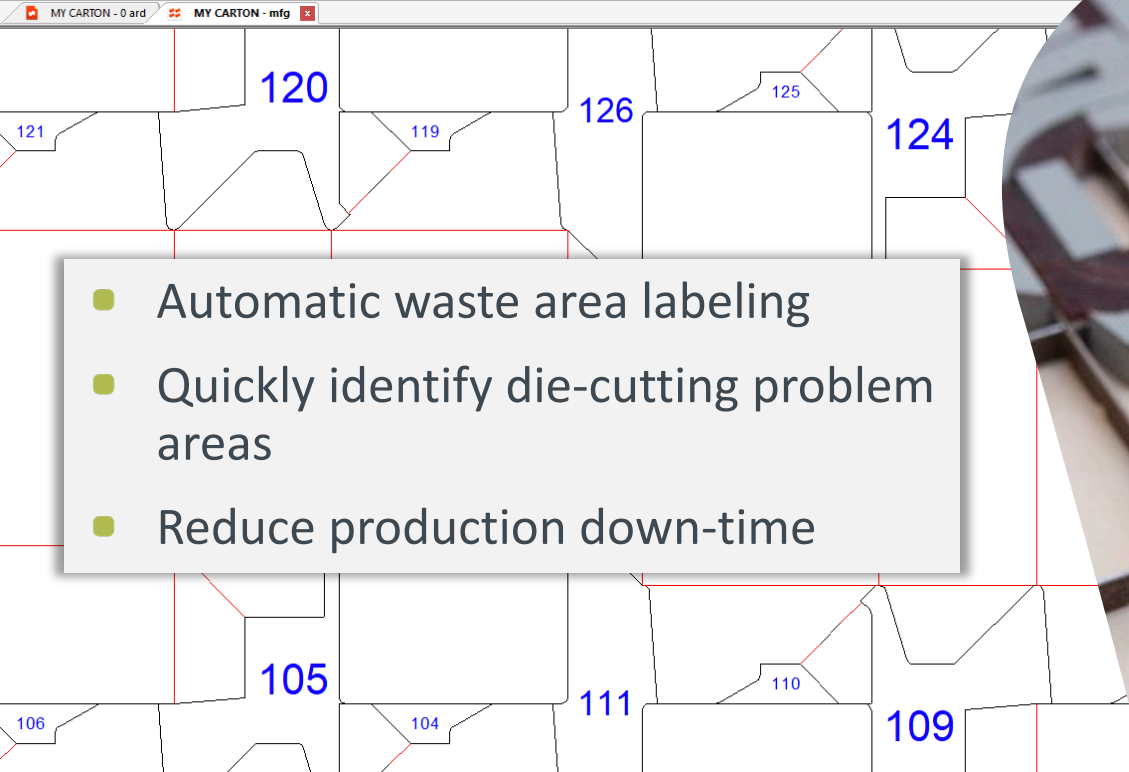 MY CARTON - 0 ard MY CARTON - mfg x
120
125
126
121 119 124
Automatic waste area labeling
Quickly identify die-cutting problem
areas
Reduce production down-time
105
110
111
106 104 109